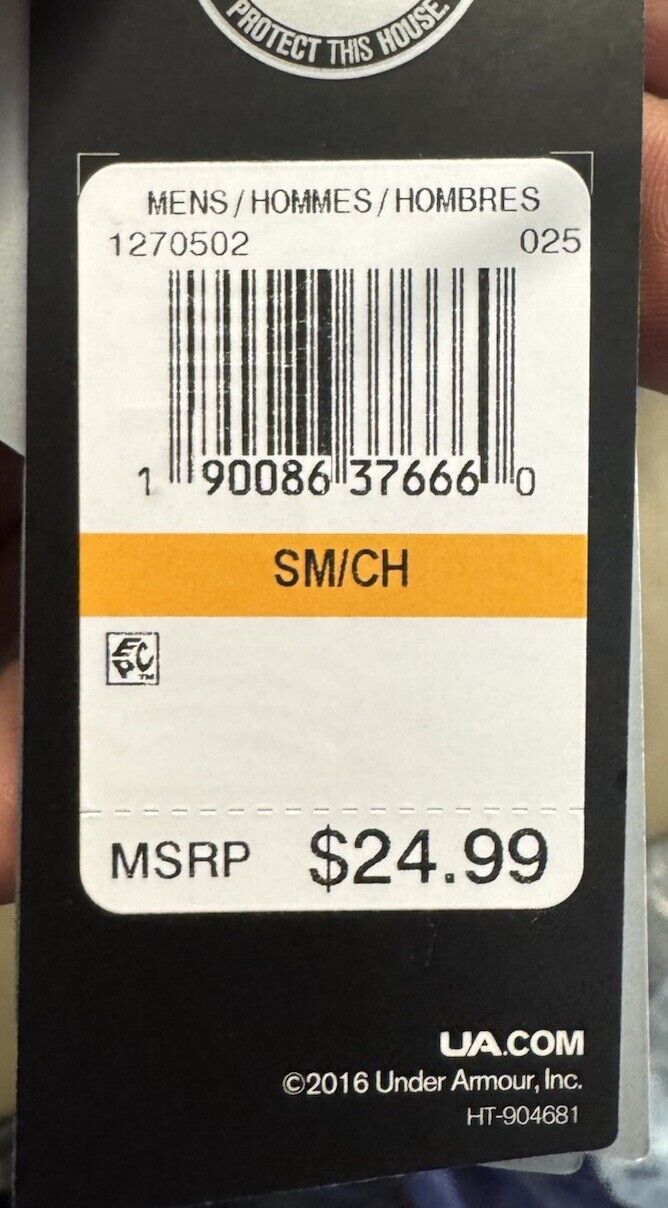 PROTECT THIS HOUSE.
MENS/HOMMES/HOMBRES
1270502 025
1 90086 37666 0
SM/CH
EPC™
MSRP $24.99
UA.COM
©2016 Under Armour, Inc.
HT-904681